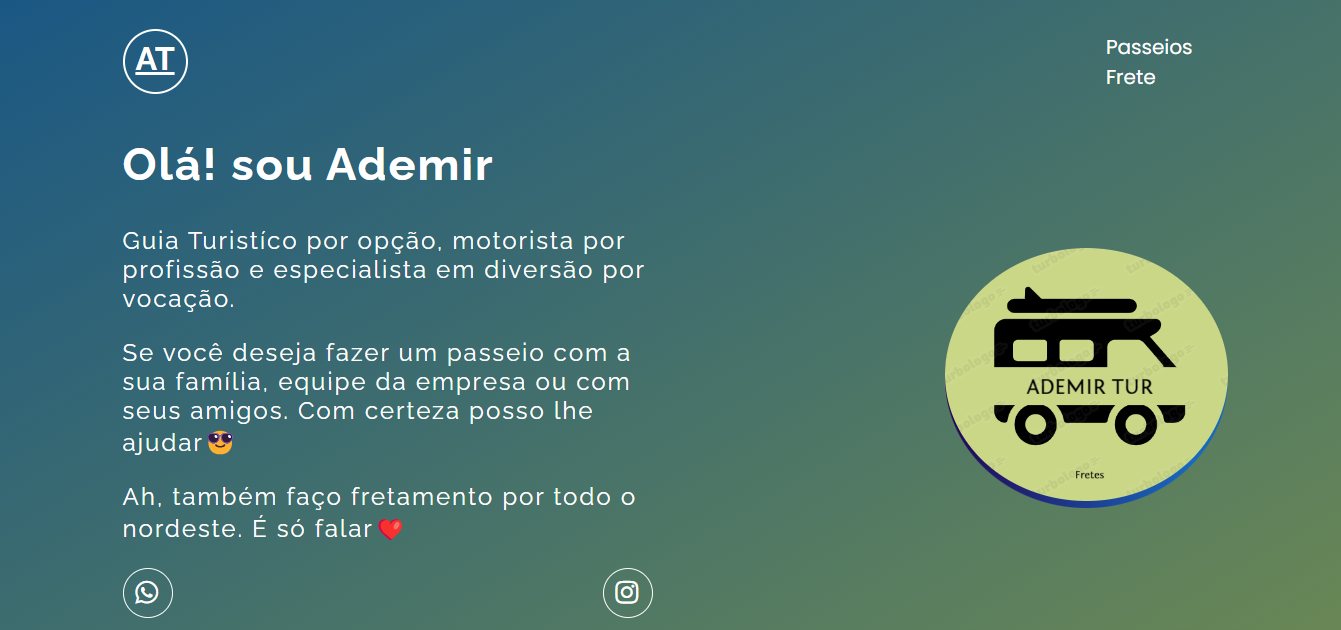 AT
Passeios
Frete
Olá! sou Ademir
Guia Turistíco por opção, motorista por
profissão e especialista em diversão por
vocação.
Se você deseja fazer um passeio com a
sua família, equipe da empresa ou com
seus amigos. Com certeza posso lhe
ajudar😎
Ah, também faço fretamento por todo o
nordeste. É só falar❤️
turbologo
ADEMIR TUR
Fretes